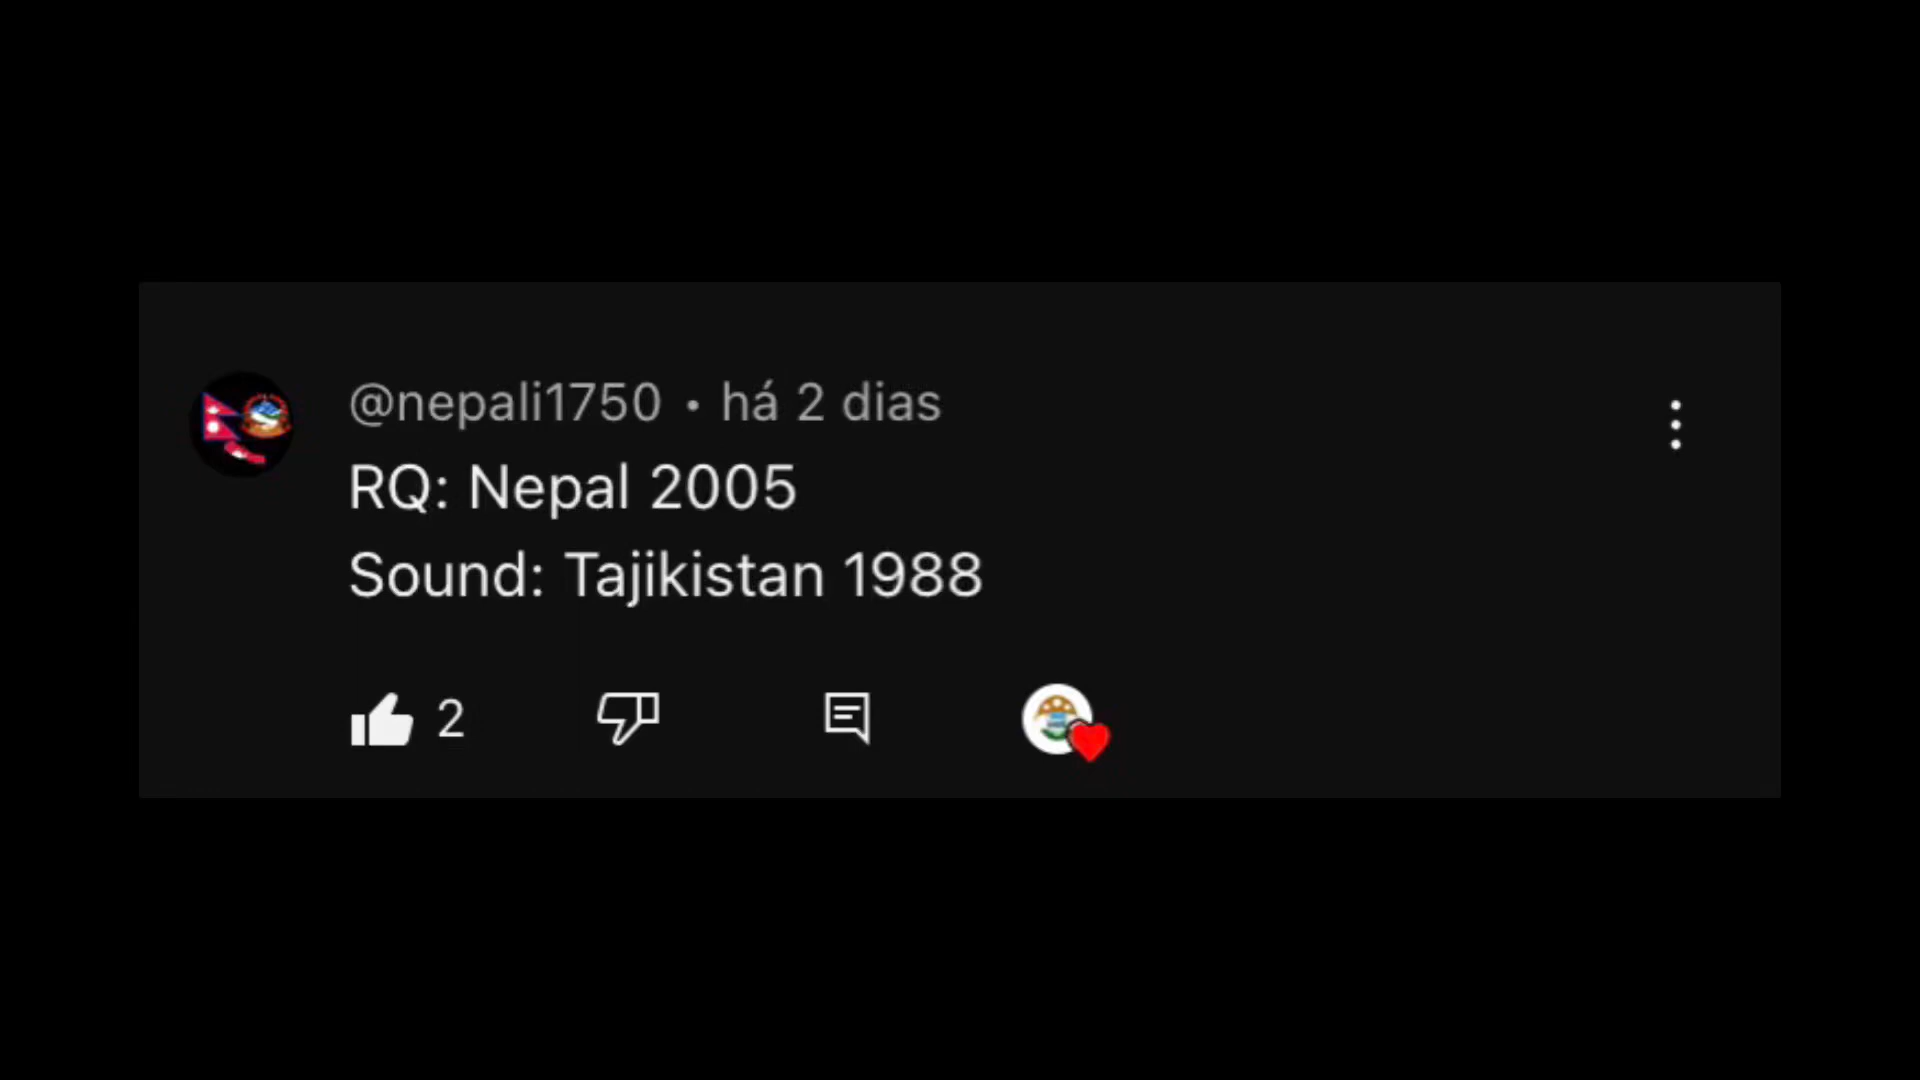 @nepali1750 • há 2 dias
RQ: Nepal 2005
Sound: Tajikistan 1988
2